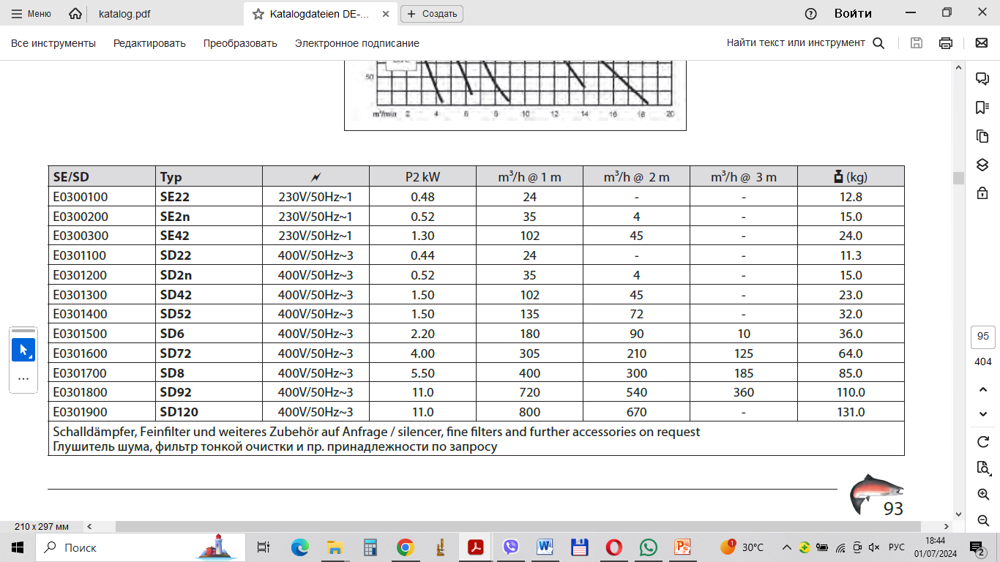 Меню katalog.pdf Katalogdateien DE-... Создать Войти
Все инструменты Редактировать Преобразовать Электронное подписание Найти текст или инструмент
50
m³/min 2 4 6 8 10 12 14 16 18 20
SE/SD Typ P2 kW m³/h @ 1 m m³/h @ 2 m m³/h @ 3 m (kg)
E0300100 SE22 230V/50Hz~1 0.48 24 - - 12.8
E0300200 SE2n 230V/50Hz~1 0.52 35 4 - 15.0
E0300300 SE42 230V/50Hz~1 1.30 102 45 - 24.0
E0301100 SD22 400V/50Hz~3 0.44 24 - - 11.3
E0301200 SD2n 400V/50Hz~3 0.52 35 4 - 15.0
E0301300 SD42 400V/50Hz~3 1.50 102 45 - 23.0
E0301400 SD52 400V/50Hz~3 1.50 135 72 - 32.0
E0301500 SD6 400V/50Hz~3 2.20 180 90 10 36.0
E0301600 SD72 400V/50Hz~3 4.00 305 210 125 64.0
E0301700 SD8 400V/50Hz~3 5.50 400 300 185 85.0
E0301800 SD92 400V/50Hz~3 11.0 720 540 360 110.0
E0301900 SD120 400V/50Hz~3 11.0 800 670 - 131.0
Schalldämpfer, Feinfilter und weiteres Zubehör auf Anfrage / silencer, fine filters and further accessories on request
Глушитель шума, фильтр тонкой очистки и пр. принадлежности по запросу
93
95
404
210 x 297 мм
Поиск 1 30°C РУС 18:44
01/07/2024 2